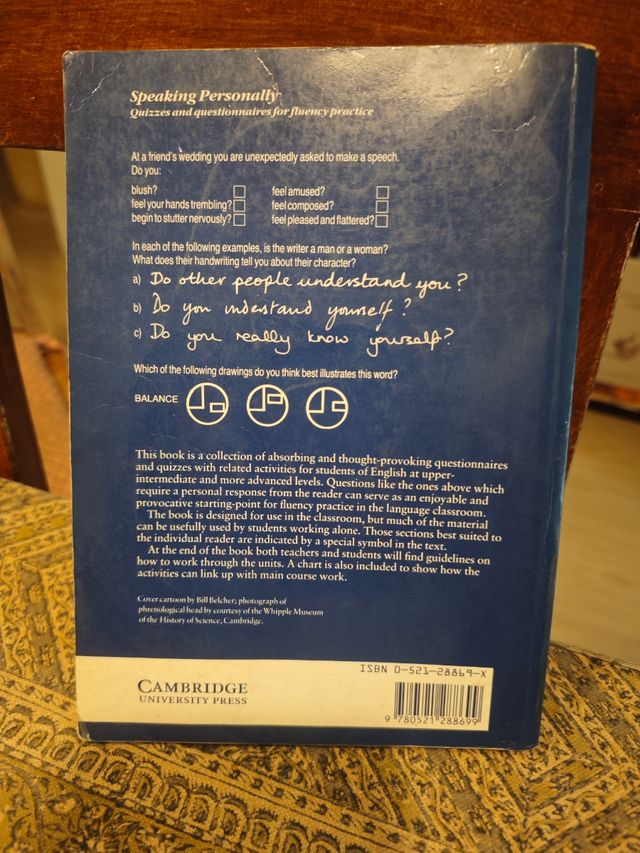 Speaking Personally
Quizzes and questionnaires for fluency practice
At a friend's wedding you are unexpectedly asked to make a speech.
Do you:
blush?
feel your hands trembling?
begin to stutter nervously?
feel amused?
feel composed?
feel pleased and flattered?
In each of the following examples, is the writer a man or a woman?
What does their handwriting tell you about their character?
a) Do other people understand you?
b) Do you understand yourself?
c) Do you really know yourself?
Which of the following drawings do you think best illustrates this word?
BALANCE
This book is a collection of absorbing and thought-provoking questionnaires
and quizzes with related activities for students of English at upper-
intermediate and more advanced levels. Questions like the ones above which
require a personal response from the reader can serve as an enjoyable and
provocative starting-point for fluency practice in the language classroom.
The book is designed for use in the classroom, but much of the material
can be usefully used by students working alone. Those sections best suited to
the individual reader are indicated by a special symbol in the text.
At the end of the book both teachers and students will find guidelines on
how to work through the units. A chart is also included to show how the
activities can link up with main course work.
Cover cartoon by Bill Belcher; photograph of
phrenological head by courtesy of the Whipple Museum
of the History of Science, Cambridge.
CAMBRIDGE
UNIVERSITY PRESS
ISBN 0-521-28869-X
9 780521 288699